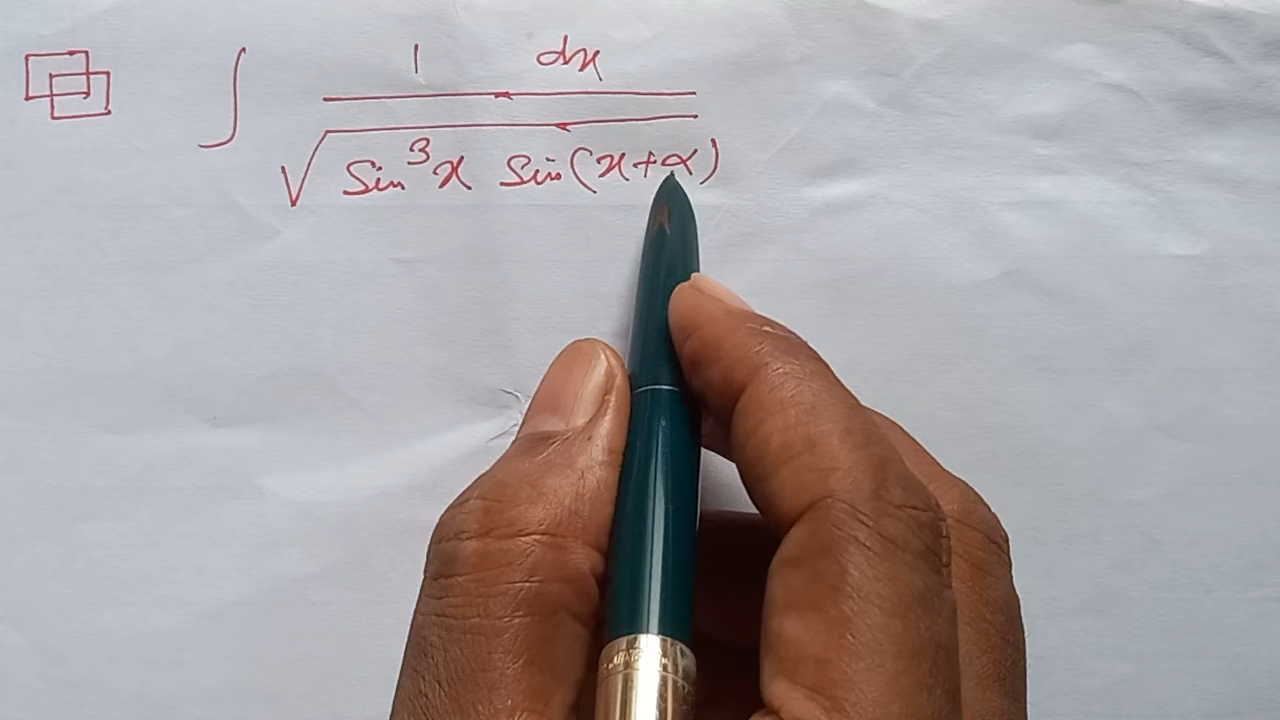 ∫ 1 dx
√ Sin³x Sin(x+α)